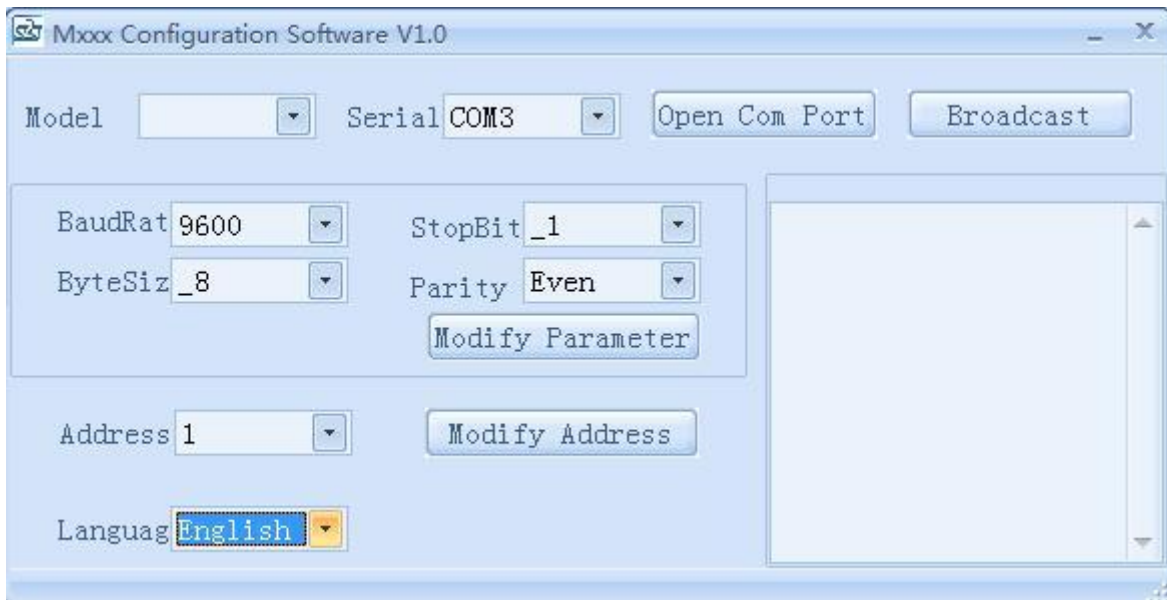 Mxxx Configuration Software V1.0
Model Serial COM3 Open Com Port Broadcast
BaudRat 9600 StopBit _1
ByteSiz _8 Parity Even
Modify Parameter
Address 1 Modify Address
Languag English